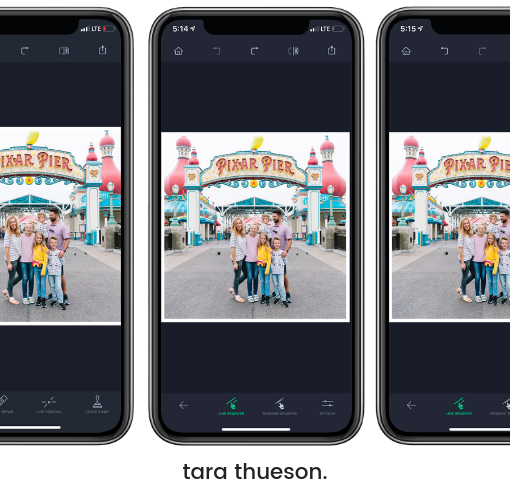 LTE
5:14
LTE
5:15
PIXAR PIER
PIXAR PIER
PIXAR PIER
LINE REMOVAL
CLONE STAMP
LINE REMOVER
SEGMENT REMOVER
SETTINGS
LINE REMOVER
tara thueson.